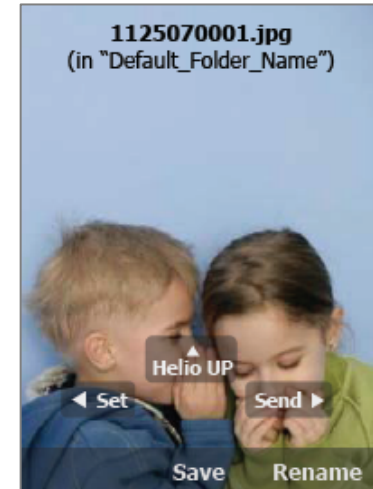 1125070001.jpg
(in “Default_Folder_Name”)
▲
Helio UP
◀ Set
Send ▶
Save
Rename